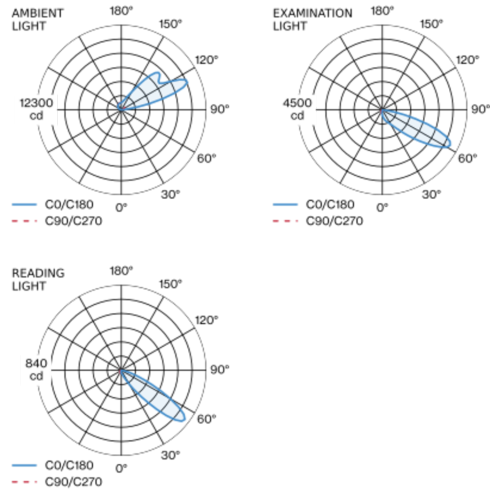 AMBIENT
LIGHT
180°
150°
120°
12300
cd
90°
60°
30°
0°
C0/C180
C90/C270
EXAMINATION
LIGHT
180°
150°
120°
4500
cd
90°
60°
30°
0°
C0/C180
C90/C270
READING
LIGHT
180°
150°
120°
840
cd
90°
60°
30°
0°
C0/C180
C90/C270